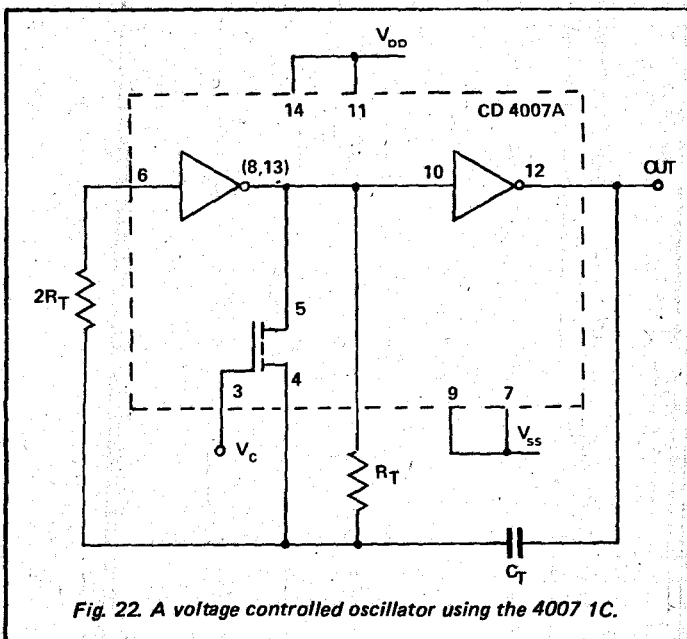 V_DD
14
11
CD 4007A
6
(8,13)
10
12
OUT
2R_T
5
3
4
9
7
V_C
V_SS
R_T
C_T
Fig. 22. A voltage controlled oscillator using the 4007 1C.